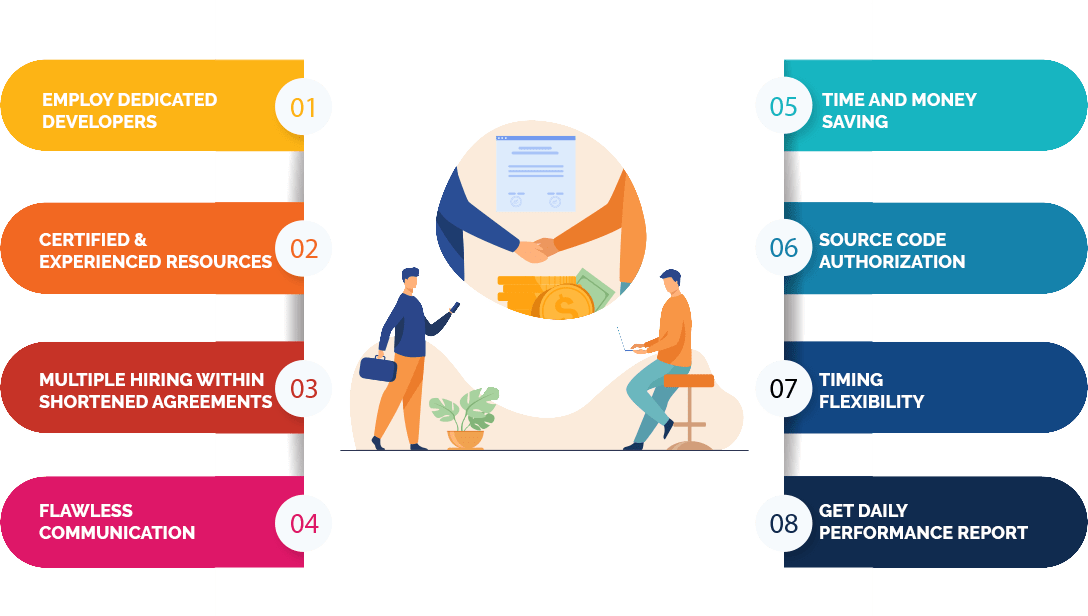 EMPLOY DEDICATED
DEVELOPERS
01
CERTIFIED &
EXPERIENCED RESOURCES
02
MULTIPLE HIRING WITHIN
SHORTENED AGREEMENTS
03
FLAWLESS
COMMUNICATION
04
05
TIME AND MONEY
SAVING
06
SOURCE CODE
AUTHORIZATION
07
TIMING
FLEXIBILITY
08
GET DAILY
PERFORMANCE REPORT
$